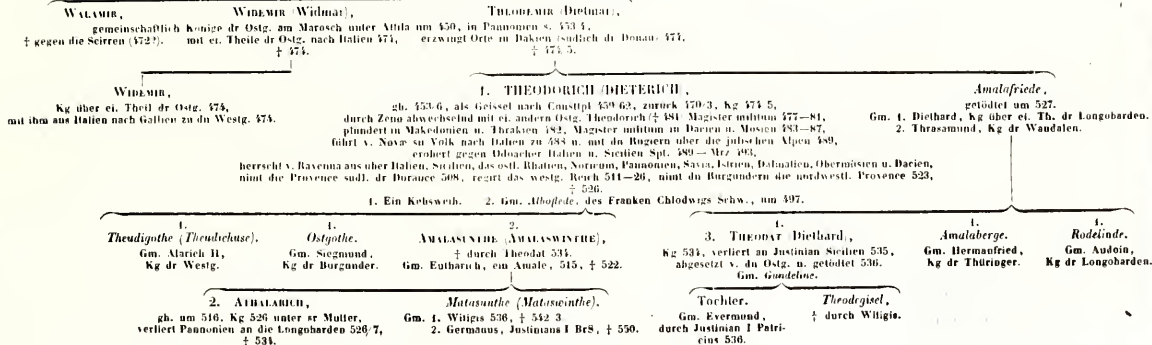 WALAMIR,
gemeinschaftlich Könige dr Ostg. am Marosch unter Attila um 450, in Pannonien s. 453 4.
† gegen die Scirren (472?).
WIDEMIR (Widmar),
mit ei. Theile dr Ostg. nach Italien 474,
† 474.
THEODEMIR (Dietmar),
erzwingt Orte in Dakien (südlich dr Donau) 474,
† 474 5.
WIDEMIR,
Kg über ei. Theil dr Ostg. 474,
mit ihm aus Italien nach Gallien zu dn Westg. 474.
1. THEODORICH (DIETERICH),
gb. 453/6, als Geissel nach Consttpl 459 62, zurück 470/3, Kg 474 5,
durch Zeno abwechselnd mit ei. andern Ostg. Theodorich († 481) Magister militum 477—81,
plündert in Makedonien u. Thrakien 482, Magister militum in Dacien u. Mösien 483—87,
führt v. Novæ su Volk nach Italien zu 488 u. mit dn Rugiern über die julischen Alpen 489,
erobert gegen Odoacher Italien u. Sicilien Spt. 489 — Mrz 493,
herrscht v. Ravenna aus über Italien, Sicilien, das östl. Rhätien, Noricum, Pannonien, Savia, Istrien, Dalmatien, Obermösien u. Dacien,
nimt die Provence südl. dr Durance 508, regirt das westg. Reich 511—26, nimt dn Burgundern die nordwestl. Provence 523,
† 526.
1. Ein Kebsweib. 2. Gm. Alboflede, des Franken Chlodwigs Schw., um 497.
Amalafriede,
getödtet um 527.
Gm. 1. Diethard, Kg über ei. Th. dr Longobarden.
2. Thrasamund, Kg dr Wandalen.
1.
Theudigothe (Theudichuse).
Gm. Alarich II,
Kg dr Westg.
1.
Ostgothe.
Gm. Siegmund,
Kg dr Burgunder.
2.
AMALASUNTHE (AMALASWINTHE),
† durch Theodat 534.
Gm. Eutharich, ein Amale, 515, † 522.
1.
3. THEODAT (Diethard),
Kg 534, verliert an Justinian Sicilien 535,
abgesetzt v. dn Ostg. u. getödtet 536.
Gm. Gundeline.
1.
Amalaberge.
Gm. Hermanfried,
Kg dr Thüringer.
1.
Rodelinde.
Gm. Audoin,
Kg dr Longobarden.
2. ATHALARICH,
gb. um 516, Kg 526 unter sr Mutter,
verliert Pannonien an die Longobarden 526/7,
† 534.
Matasunthe (Mataswinthe).
Gm. 1. Witigis 536, † 542 3
2. Germanus, Justinians I BrS, † 550.
Tochter.
Gm. Evermund,
durch Justinian I Patri-
cius 536.
Theodegisel,
† durch Witigis.